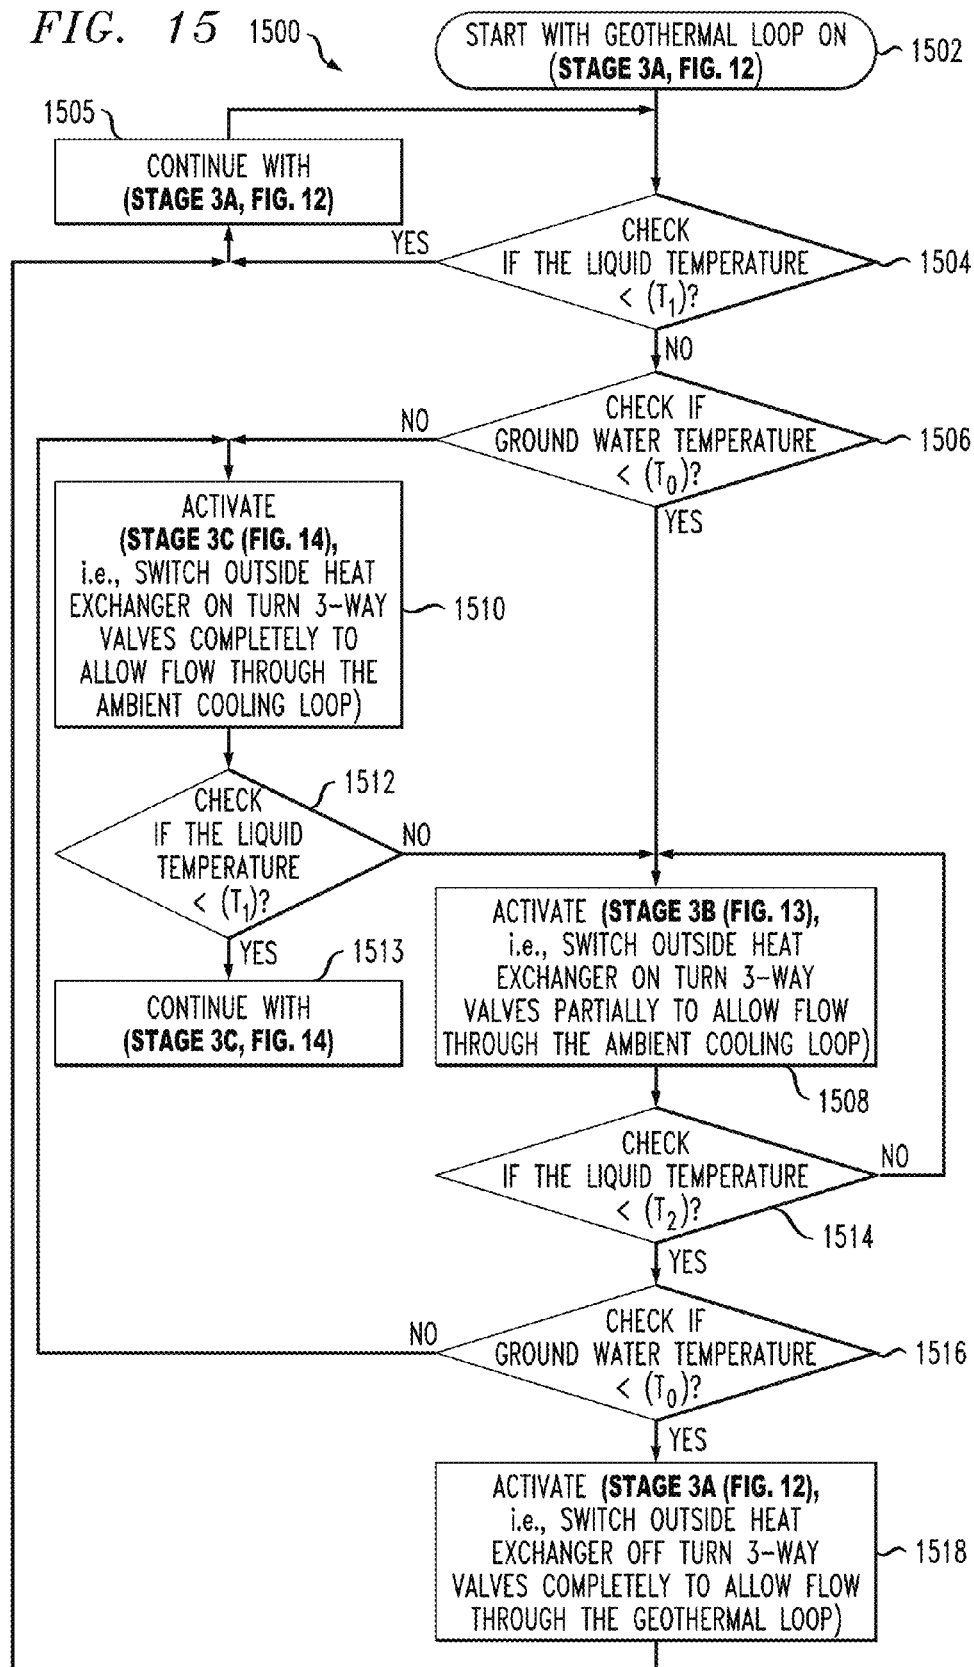 FIG. 15
1500
START WITH GEOTHERMAL LOOP ON
(STAGE 3A, FIG. 12)
1502
1505
CONTINUE WITH
(STAGE 3A, FIG. 12)
YES
CHECK
IF THE LIQUID TEMPERATURE
< (T1)?
1504
NO
NO
CHECK IF
GROUND WATER TEMPERATURE
< (T0)?
1506
YES
ACTIVATE
(STAGE 3C (FIG. 14),
i.e., SWITCH OUTSIDE HEAT
EXCHANGER ON TURN 3-WAY
VALVES COMPLETELY TO
ALLOW FLOW THROUGH THE
AMBIENT COOLING LOOP)
1510
1512
CHECK
IF THE LIQUID
TEMPERATURE
< (T1)?
NO
YES
1513
CONTINUE WITH
(STAGE 3C, FIG. 14)
ACTIVATE (STAGE 3B (FIG. 13),
i.e., SWITCH OUTSIDE HEAT
EXCHANGER ON TURN 3-WAY
VALVES PARTIALLY TO ALLOW FLOW
THROUGH THE AMBIENT COOLING LOOP)
1508
CHECK
IF THE LIQUID TEMPERATURE
< (T2)?
NO
1514
YES
NO
CHECK IF
GROUND WATER TEMPERATURE
< (T0)?
1516
YES
ACTIVATE (STAGE 3A (FIG. 12),
i.e., SWITCH OUTSIDE HEAT
EXCHANGER OFF TURN 3-WAY
VALVES COMPLETELY TO ALLOW FLOW
THROUGH THE GEOTHERMAL LOOP)
1518